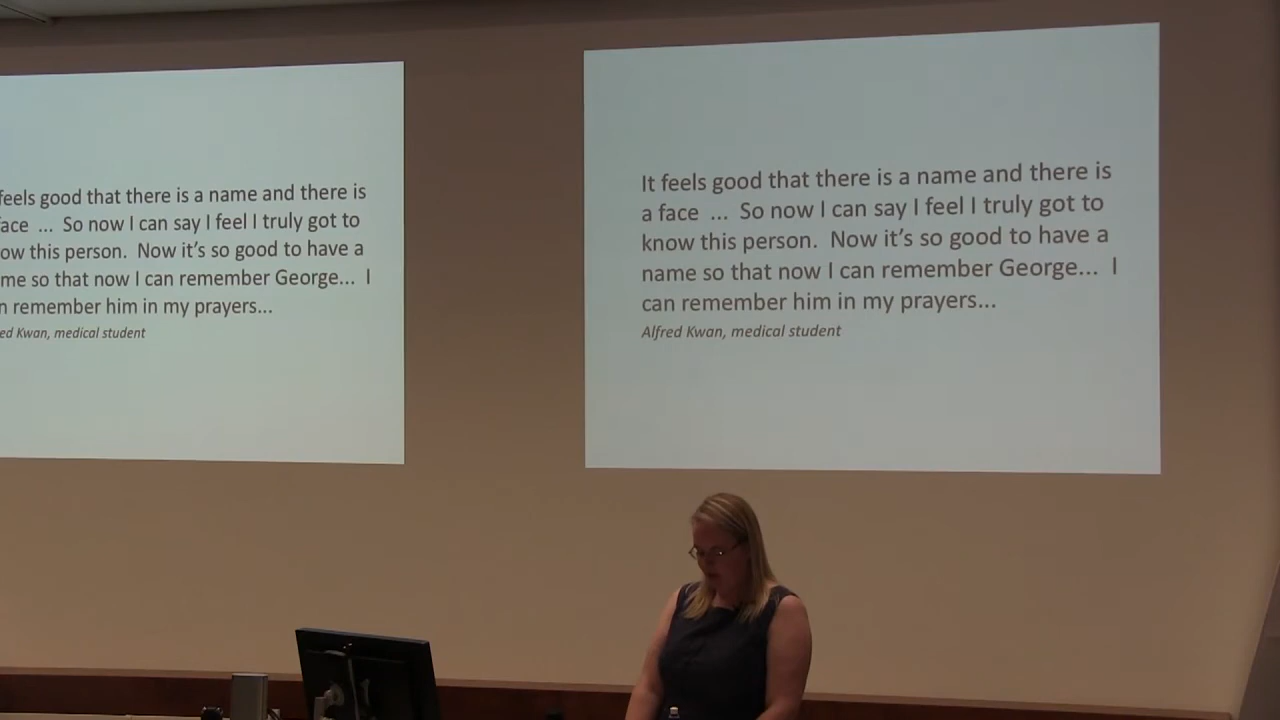 feels good that there is a name and there is
ace ... So now I can say I feel I truly got to
ow this person. Now it's so good to have a
me so that now I can remember George... I
n remember him in my prayers...
ed Kwan, medical student
It feels good that there is a name and there is
a face ... So now I can say I feel I truly got to
know this person. Now it's so good to have a
name so that now I can remember George... I
can remember him in my prayers...
Alfred Kwan, medical student